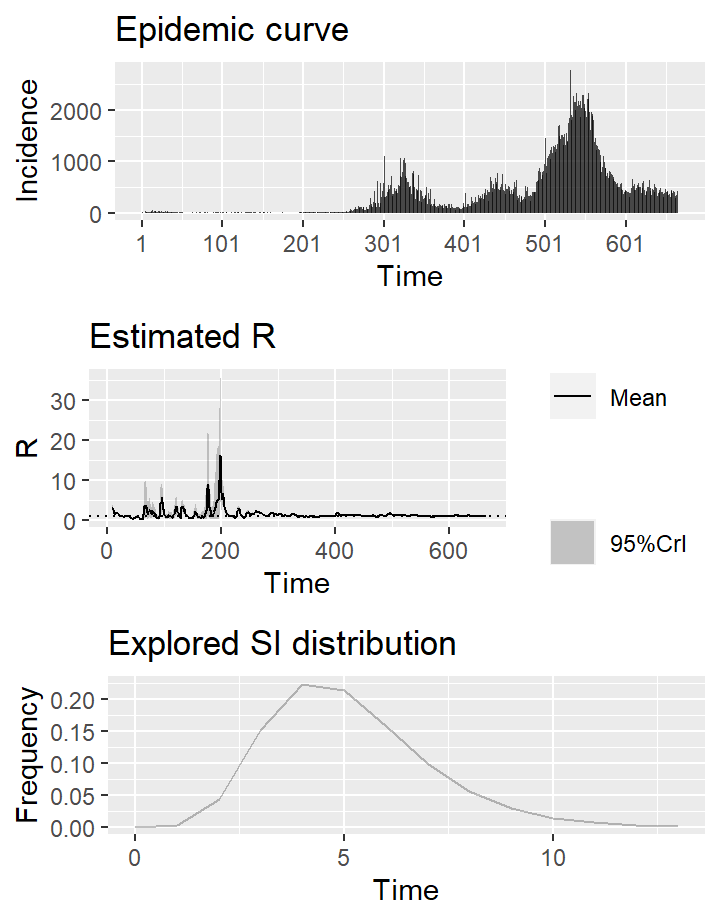 Epidemic curve
Incidence
2000
1000
0
1 101 201 301 401 501 601
Time
Estimated R
R
30
20
10
0
0 200 400 600
Time
Mean
95%CrI
Explored SI distribution
Frequency
0.20
0.15
0.10
0.05
0.00
0 5 10
Time